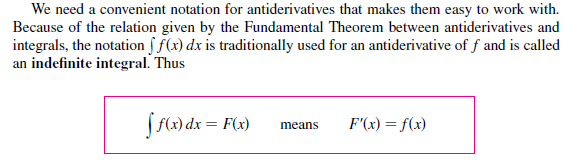 We need a convenient notation for antiderivatives that makes them easy to work with.
Because of the relation given by the Fundamental Theorem between antiderivatives and
integrals, the notation ∫ f(x) dx is traditionally used for an antiderivative of f and is called
an indefinite integral. Thus
∫ f(x) dx = F(x) means F'(x) = f(x)